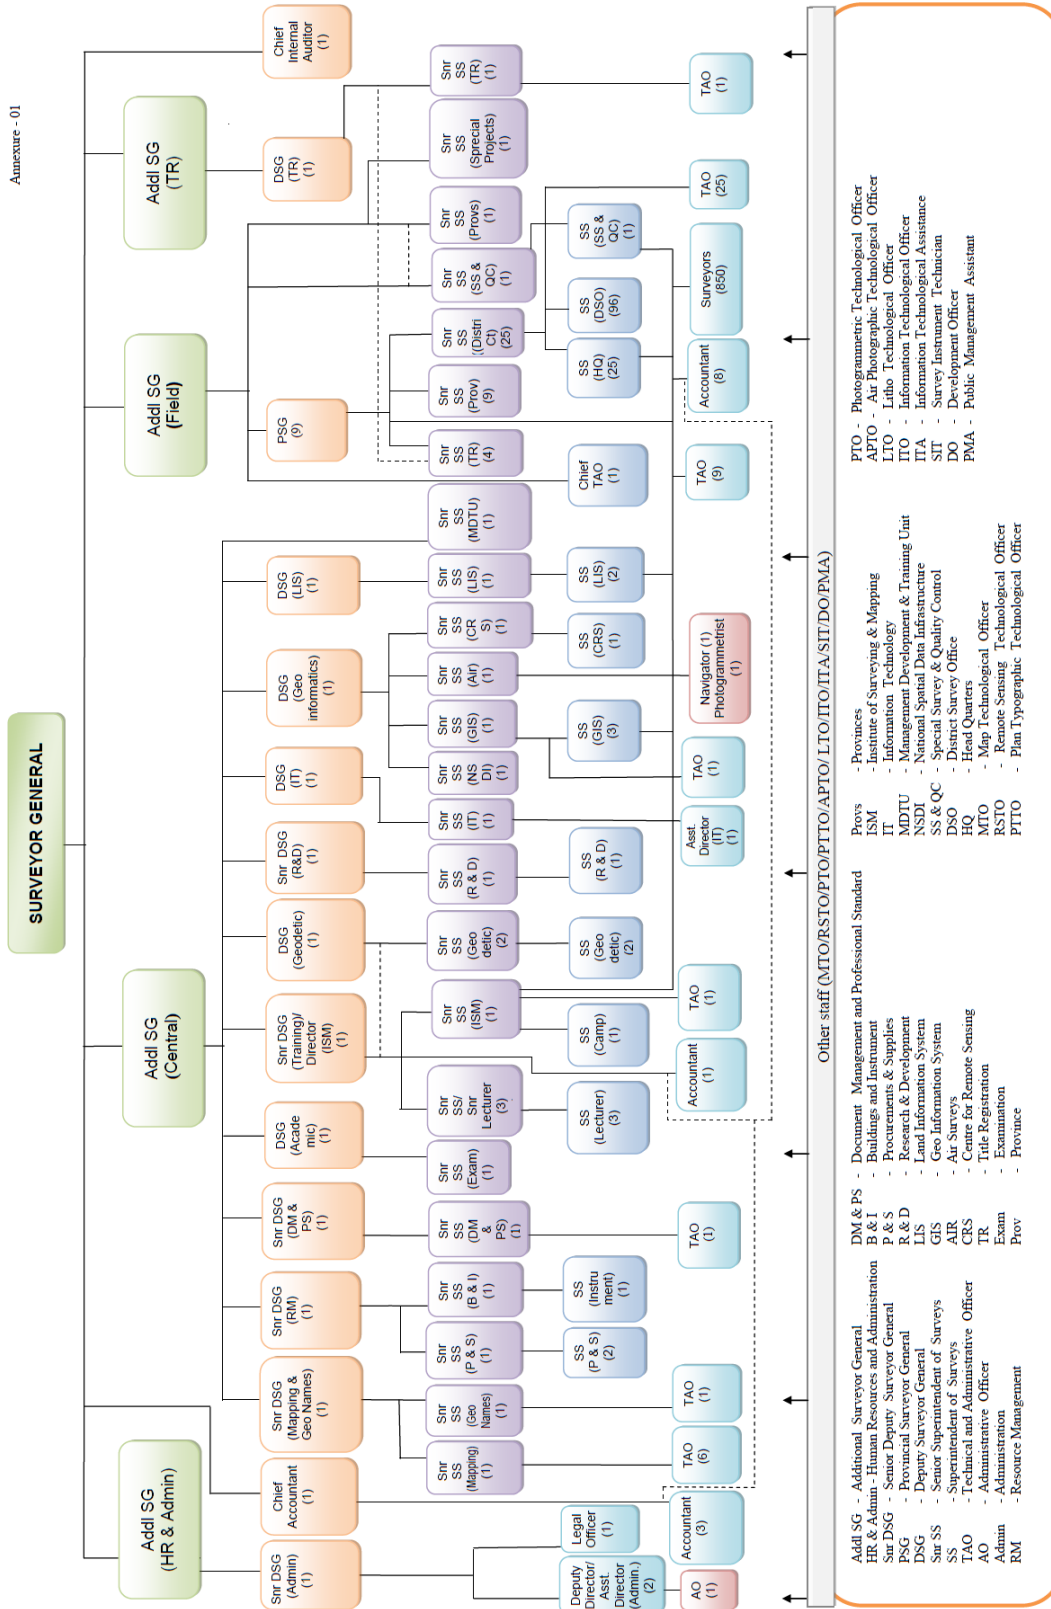 Annexure - 01
SURVEYOR GENERAL
Addl SG
(HR & Admin)
Addl SG
(Central)
Addl SG
(Field)
Addl SG
(TR)
Snr DSG
(Admin)
(1)
Chief
Accountant
(1)
Snr DSG
(Mapping &
Geo Names)
(1)
Snr DSG
(RM)
(1)
Snr DSG
(DM &
PS)
(1)
DSG
(Acade
mic)
(1)
Snr DSG
(Training)/
Director
(ISM)
(1)
DSG
(Geodetic)
(1)
Snr DSG
(R&D)
(1)
DSG
(IT)
(1)
DSG
(Geo
informatics)
(1)
DSG
(LIS)
(1)
PSG
(9)
DSG
(TR)
(1)
Chief
Internal
Auditor
(1)
Snr
SS
(Mapping)
(1)
Snr
SS
(Geo
Names)
(1)
Snr
SS
(P & S)
(1)
Snr
SS
(B & I)
(1)
Snr
SS
(DM
&
PS)
(1)
Snr
SS
(Exam)
(1)
Snr
SS/
Snr
Lecturer
(3)
Snr
SS
(ISM)
(1)
Snr
SS
(Geo
detic)
(2)
Snr
SS
(R & D)
(1)
Snr
SS
(IT)
(1)
Snr
SS
(NS
DI)
(1)
Snr
SS
(GIS)
(1)
Snr
SS
(Air)
(1)
Snr
SS
(CR
S)
(1)
Snr
SS
(LIS)
(1)
Snr
SS
(MDTU)
(1)
Snr
SS
(TR)
(4)
Snr
SS
(Prov)
(9)
Snr
SS
((Distri
Ct)
(25)
Snr
SS
(SS &
QC)
(1)
Snr
SS
(Provs)
(1)
Snr
SS
(Sprecial
Projects)
(1)
Snr
SS
(TR)
(1)
Legal
Officer
(1)
Deputy
Director/
Asst.
Director
(Admin.)
(2)
SS
(P & S)
(2)
SS
(Instru
ment)
(1)
SS
(Lecturer)
(3)
SS
(Camp)
(1)
SS
(Geo
detic)
(2)
SS
(R & D)
(1)
SS
(GIS)
(3)
SS
(CRS)
(1)
SS
(LIS)
(2)
Chief
TAO
(1)
SS
(HQ)
(25)
SS
(DSO)
(96)
SS
(SS &
QC)
(1)
AO
(1)
Accountant
(3)
TAO
(6)
TAO
(1)
TAO
(1)
Accountant
(1)
TAO
(1)
Asst.
Director
(IT)
(1)
TAO
(1)
Navigator (1)
Photogrammetrist
(1)
TAO
(9)
Accountant
(8)
Surveyors
(850)
TAO
(25)
TAO
(1)
Other staff (MTO/RSTO/PTO/PTTO/APTO/ LTO/ITO/ITA/SIT/DO/PMA)
Addl SG - Additional Surveyor General
HR & Admin - Human Resources and Administration
Snr DSG - Senior Deputy Surveyor General
PSG - Provincial Surveyor General
DSG - Deputy Surveyor General
Snr SS - Senior Superintendent of Surveys
SS - Superintendent of Surveys
TAO - Technical and Administrative Officer
AO - Administrative Officer
Admin - Administration
RM - Resource Management
DM & PS - Document Management and Professional Standard
B & I - Buildings and Instrument
P & S - Procurements & Supplies
R & D - Research & Development
LIS - Land Information System
GIS - Geo Information System
AIR - Air Surveys
CRS - Centre for Remote Sensing
TR - Title Registration
Exam - Examination
Prov - Province
Provs - Provinces
ISM - Institute of Surveying & Mapping
IT - Information Technology
MDTU - Management Development & Training Unit
NSDI - National Spatial Data Infrastructure
SS & QC - Special Survey & Quality Control
DSO - District Survey Office
HQ - Head Quarters
MTO - Map Technological Officer
RSTO - Remote Sensing Technological Officer
PTTO - Plan Typographic Technological Officer
PTO - Photogrammetric Technological Officer
APTO - Air Photographic Technological Officer
LTO - Litho Technological Officer
ITO - Information Technological Officer
ITA - Information Technological Assistance
SIT - Survey Instrument Technician
DO - Development Officer
PMA - Public Management Assistant